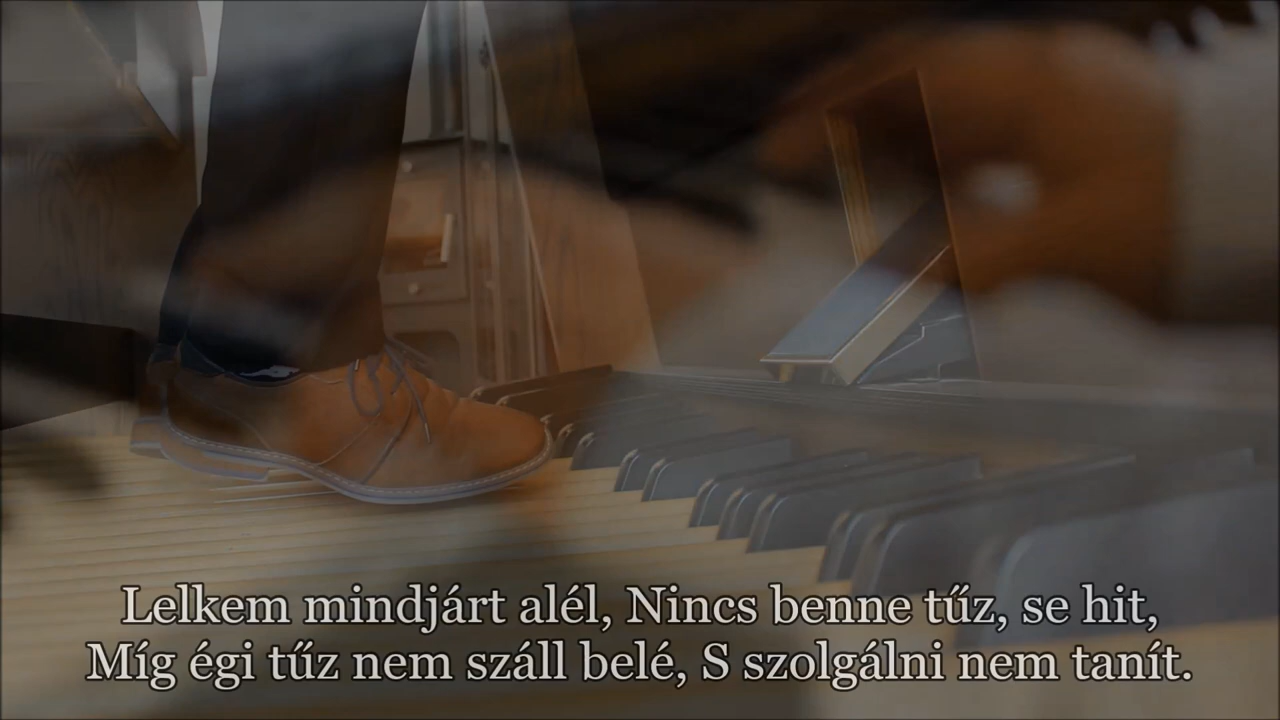 Lelkem mindjárt alél, Nincs benne tűz, se hit,
Míg égi tűz nem száll belé, S szolgálni nem tanít.